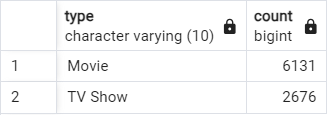 type count
character varying (10) bigint
1 Movie 6131
2 TV Show 2676